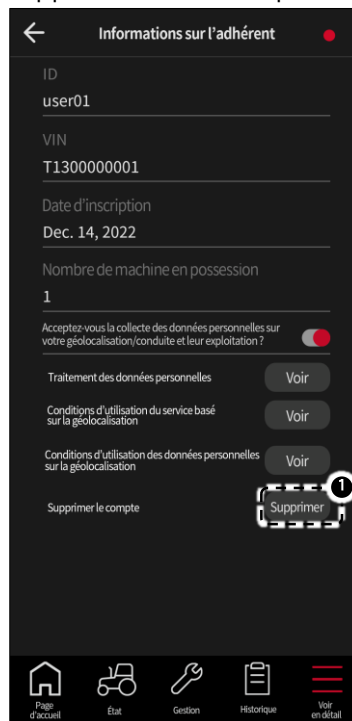 Informations sur l'adhérent
ID
user01
VIN
T1300000001
Date d'inscription
Dec. 14, 2022
Nombre de machine en possession
1
Acceptez-vous la collecte des données personnelles sur
votre géolocalisation/conduite et leur exploitation ?
Traitement des données personnelles
Voir
Conditions d'utilisation du service basé
sur la géolocalisation
Voir
Conditions d'utilisation des données personnelles
sur la géolocalisation
Voir
1
Supprimer le compte
Supprimer
Page
d'accueil
État
Gestion
Historique
Voir
en détail